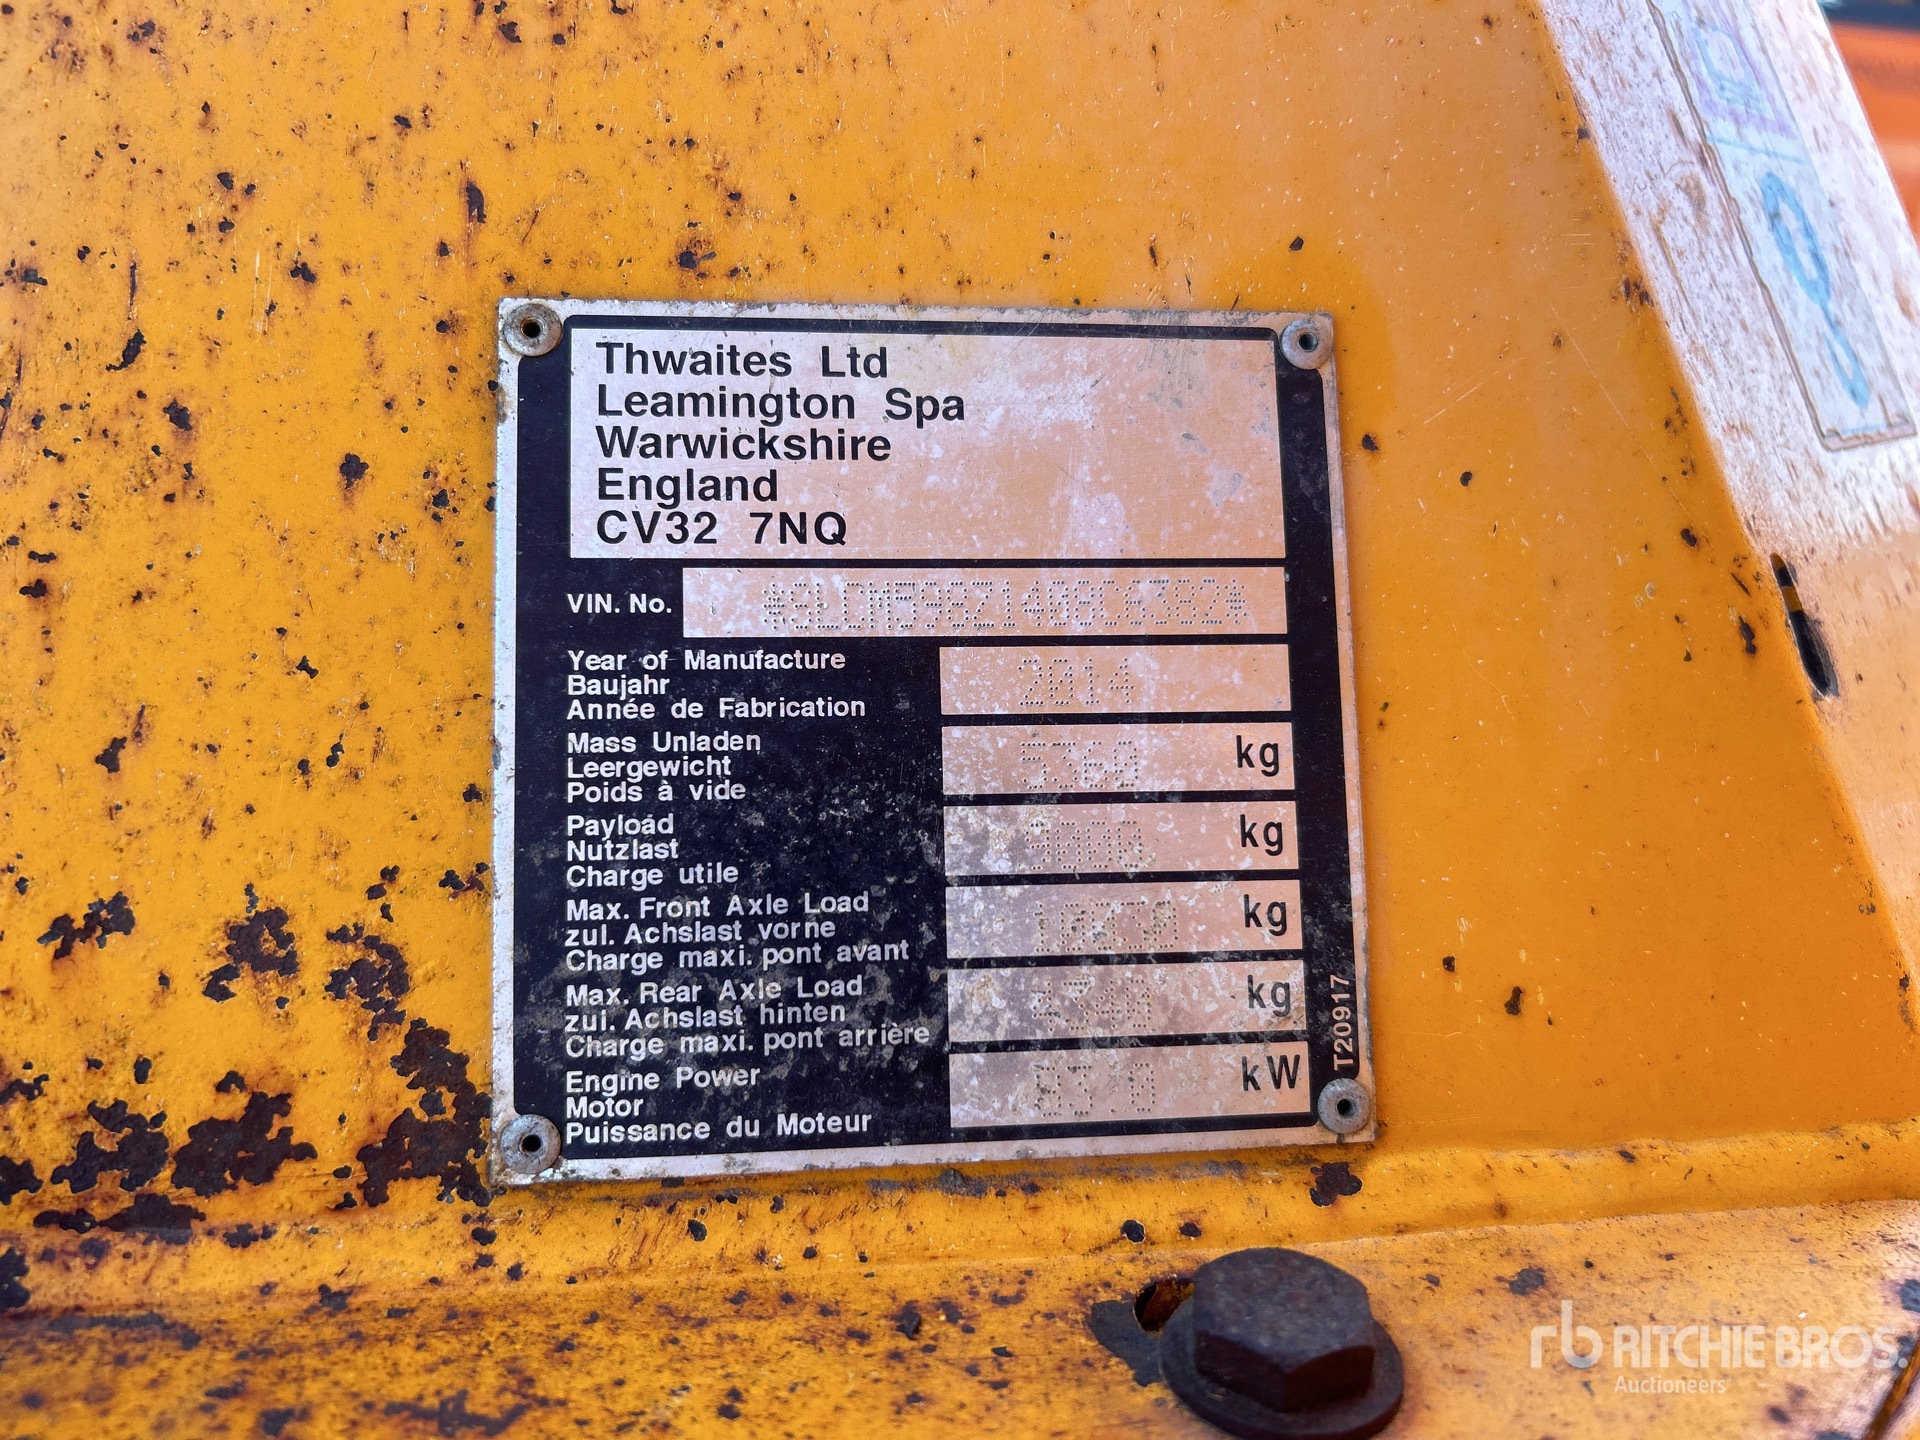 Thwaites Ltd
Leamington Spa
Warwickshire
England
CV32 7NQ
VIN. No.
Year of Manufacture 2014
Baujahr
Année de Fabrication
Mass Unladen 5360 kg
Leergewicht
Poids à vide
Payload 9000 kg
Nutzlast
Charge utile
Max. Front Axle Load kg
zul. Achslast vorne
Charge maxi. pont avant
Max. Rear Axle Load kg
zul. Achslast hinten
Charge maxi. pont arrière
Engine Power kW
Motor
Puissance du Moteur
T20917
rb RITCHIE BROS.
Auctioneers